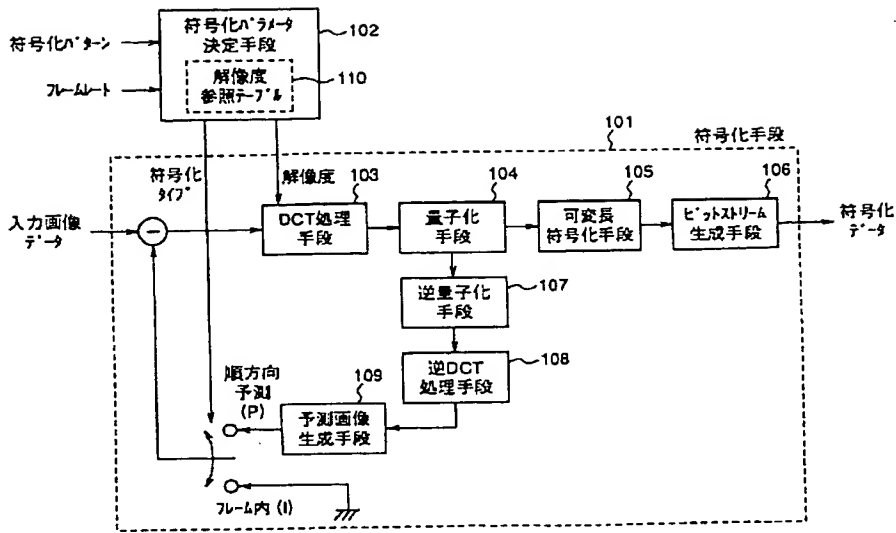 符号化パラメータ
決定手段
102
符号化パターン
フレームレート
解像度
参照テーブル
110
101
符号化手段
符号化
タイプ
解像度
103
104
105
106
入力画像
データ
−
DCT処理
手段
量子化
手段
可変長
符号化手段
ビットストリーム
生成手段
符号化
データ
逆量子化
手段
107
逆DCT
処理手段
108
順方向
予測
(P)
109
予測画像
生成手段
フレーム内 (I)